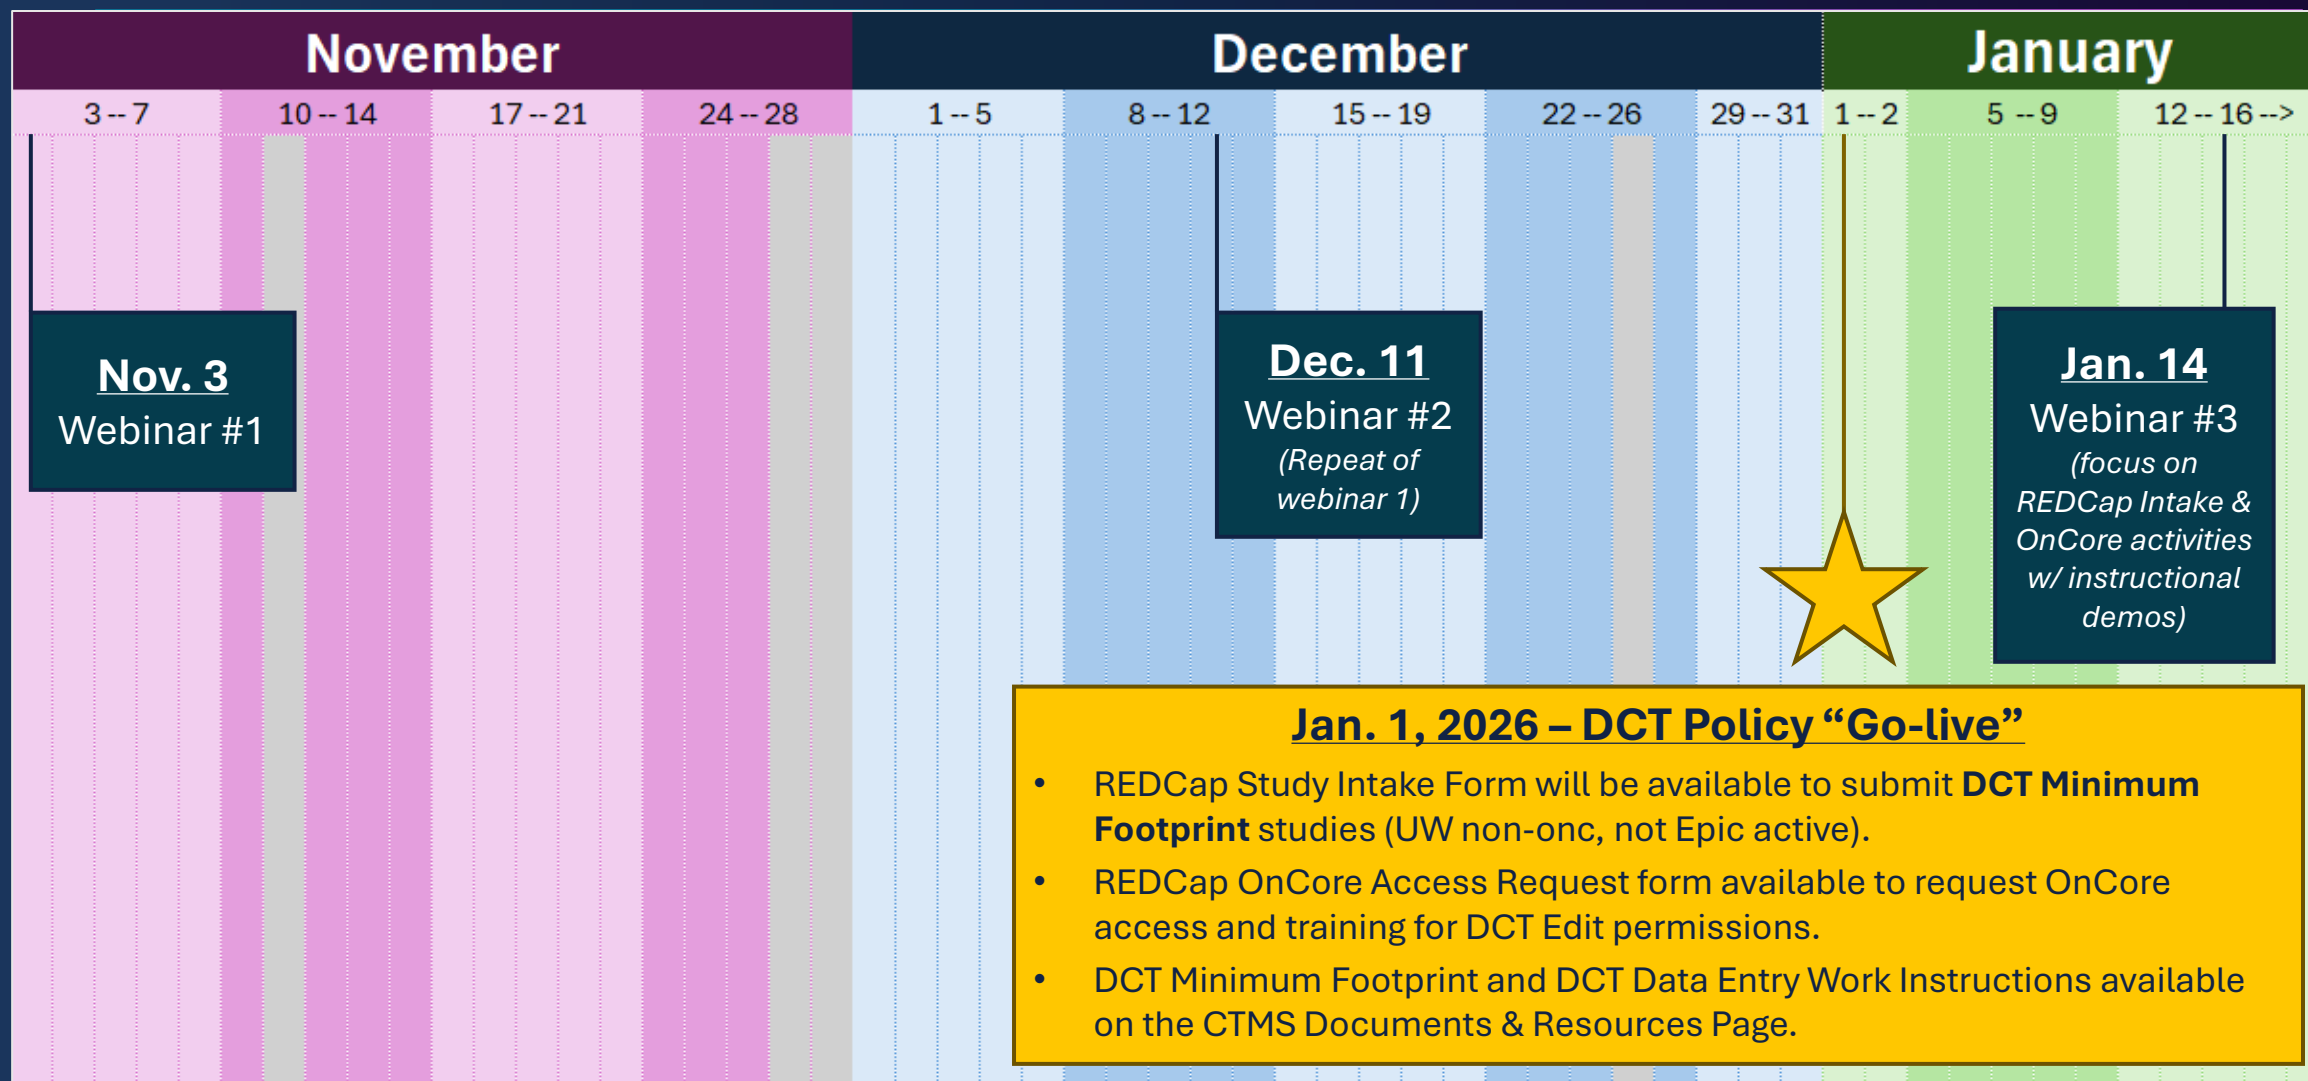 November
December
January
3 -- 7
10 -- 14
17 -- 21
24 -- 28
1 -- 5
8 -- 12
15 -- 19
22 -- 26
29 -- 31
1 -- 2
5 -- 9
12 -- 16 -->
Nov. 3
Webinar #1
Dec. 11
Webinar #2
(Repeat of
webinar 1)
Jan. 14
Webinar #3
(focus on
REDCap Intake &
OnCore activities
w/ instructional
demos)
Jan. 1, 2026 – DCT Policy “Go-live”
• REDCap Study Intake Form will be available to submit DCT Minimum
Footprint studies (UW non-onc, not Epic active).
• REDCap OnCore Access Request form available to request OnCore
access and training for DCT Edit permissions.
• DCT Minimum Footprint and DCT Data Entry Work Instructions available
on the CTMS Documents & Resources Page.